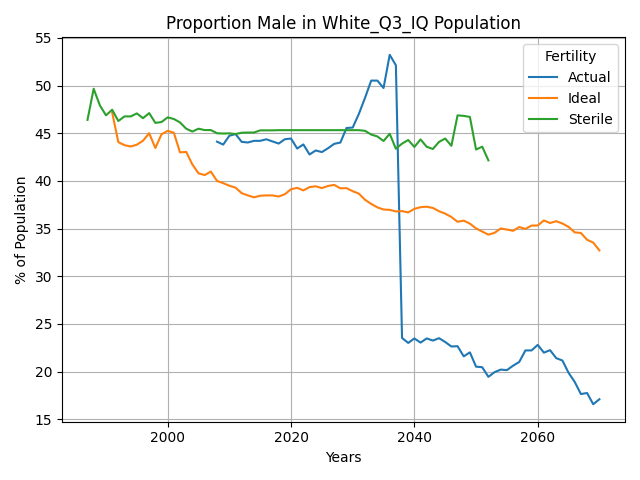 Proportion Male in White_Q3_IQ Population
Fertility
Actual
Ideal
Sterile
% of Population
55
50
45
40
35
30
25
20
15
2000
2020
2040
2060
Years